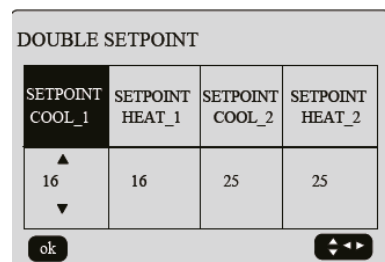 DOUBLE SETPOINT
SETPOINT COOL_1 SETPOINT HEAT_1 SETPOINT COOL_2 SETPOINT HEAT_2
16 16 25 25
ok